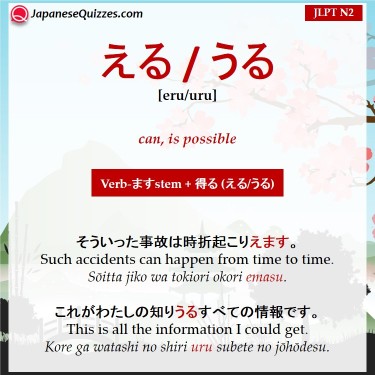 JapaneseQuizzes.com
JLPT N2
える / うる
[eru/uru]
can, is possible
Verb-ますstem + 得る (える/うる)
そういった事故は時折起こりえます。
Such accidents can happen from time to time.
Sōitta jiko wa tokiori okori emasu.
これがわたしの知りうるすべての情報です。
This is all the information I could get.
Kore ga watashi no shiri uru subete no jōhōdesu.